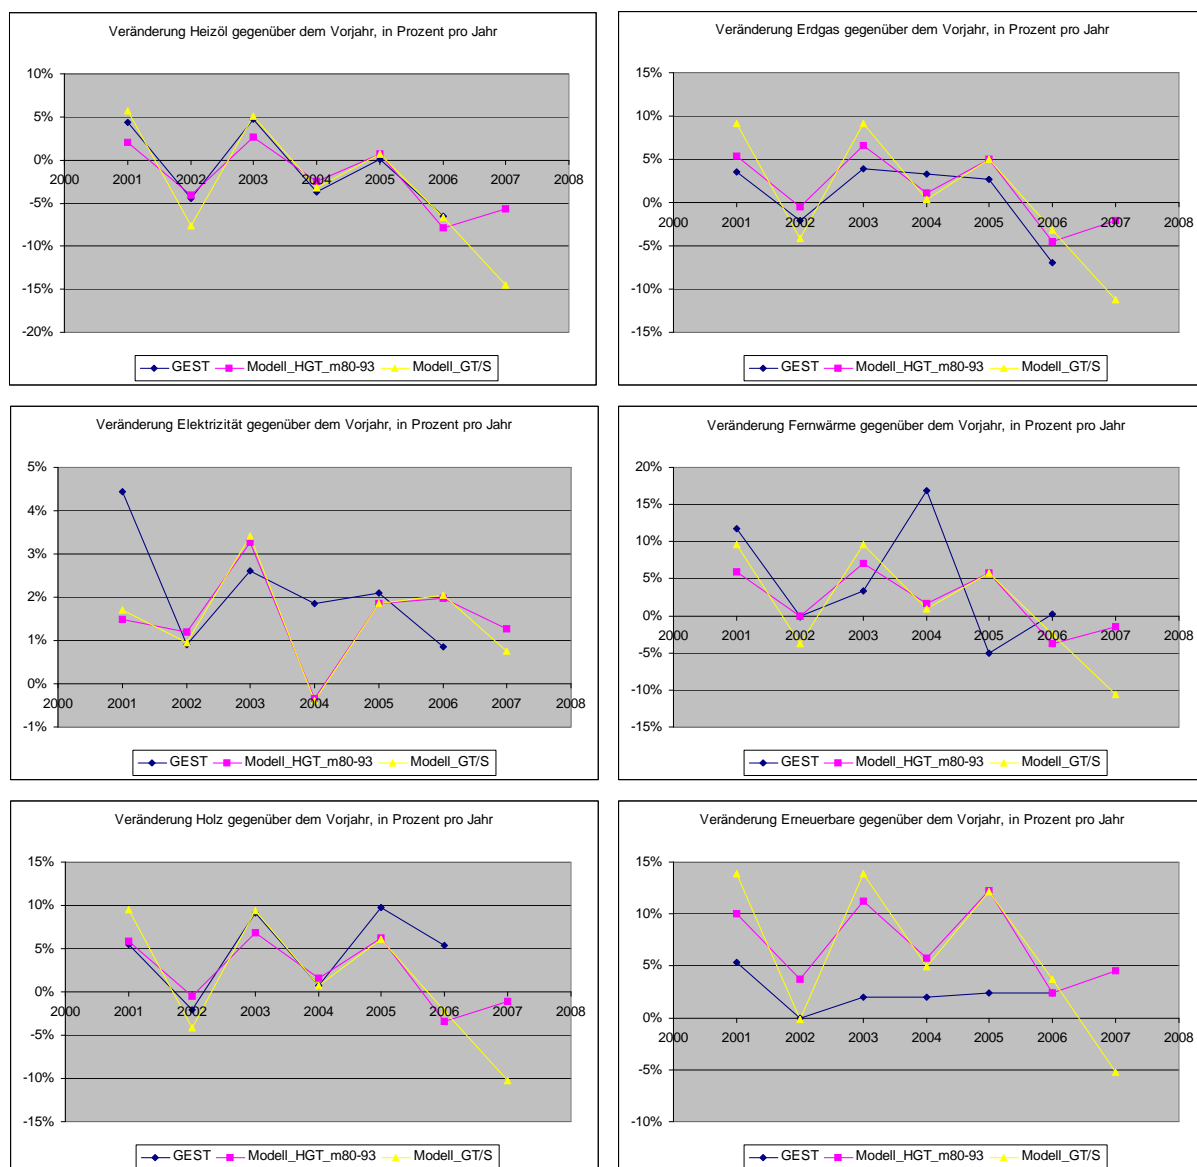 Veränderung Heizöl gegenüber dem Vorjahr, in Prozent pro Jahr
10%
5%
0%
-5%
-10%
-15%
-20%
2000 2001 2002 2003 2004 2005 2006 2007 2008
GEST Modell_HGT_m80-93 Modell_GT/S
Veränderung Erdgas gegenüber dem Vorjahr, in Prozent pro Jahr
15%
10%
5%
0%
-5%
-10%
-15%
2000 2001 2002 2003 2004 2005 2006 2007 2008
GEST Modell_HGT_m80-93 Modell_GT/S
Veränderung Elektrizität gegenüber dem Vorjahr, in Prozent pro Jahr
5%
4%
3%
2%
1%
0%
-1%
2000 2001 2002 2003 2004 2005 2006 2007 2008
GEST Modell_HGT_m80-93 Modell_GT/S
Veränderung Fernwärme gegenüber dem Vorjahr, in Prozent pro Jahr
20%
15%
10%
5%
0%
-5%
-10%
-15%
2000 2001 2002 2003 2004 2005 2006 2007 2008
GEST Modell_HGT_m80-93 Modell_GT/S
Veränderung Holz gegenüber dem Vorjahr, in Prozent pro Jahr
15%
10%
5%
0%
-5%
-10%
-15%
2000 2001 2002 2003 2004 2005 2006 2007 2008
GEST Modell_HGT_m80-93 Modell_GT/S
Veränderung Erneuerbare gegenüber dem Vorjahr, in Prozent pro Jahr
15%
10%
5%
0%
-5%
-10%
2000 2001 2002 2003 2004 2005 2006 2007 2008
GEST Modell_HGT_m80-93 Modell_GT/S